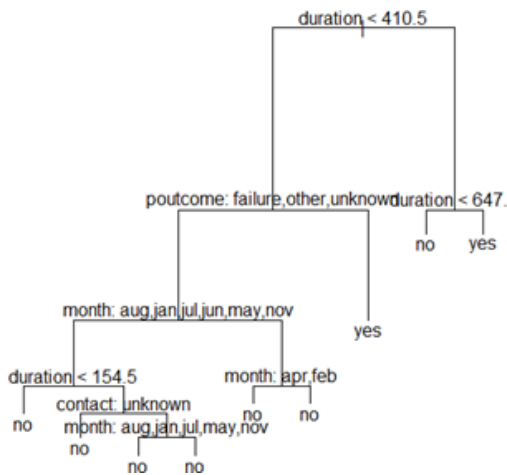 duration < 410.5
poutcome: failure,other,unknown
duration < 647.
no
yes
month: aug,jan,jul,jun,may,nov
yes
duration < 154.5
month: apr,feb
contact: unknown
no
no
no
month: aug,jan,jul,may,nov
no
no
no